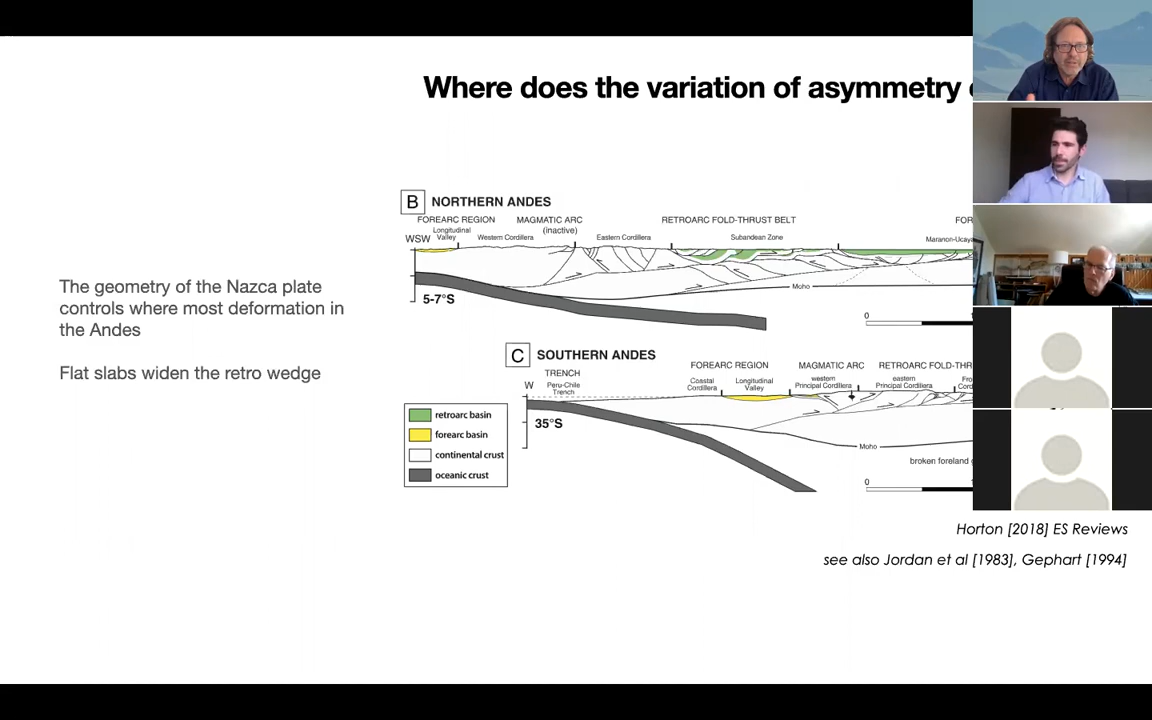 Where does the variation of asymmetry
The geometry of the Nazca plate
controls where most deformation in
the Andes
Flat slabs widen the retro wedge
B NORTHERN ANDES
FOREARC REGION
MAGMATIC ARC
(inactive)
RETROARC FOLD-THRUST BELT
FOR
WSW
Longitudinal
Valley
Western Cordillera
Eastern Cordillera
Subandean Zone
Maranon-Ucaya
5-7°S
Moho
0
1
C SOUTHERN ANDES
TRENCH
FOREARC REGION
MAGMATIC ARC
RETROARC FOLD-THR
W
Peru-Chile
Trench
Coastal
Cordillera
Longitudinal
Valley
western
Principal Cordillera
eastern
Principal Cordillera
Fro
Cord
35°S
Moho
broken foreland
0
1
retroarc basin
forearc basin
continental crust
oceanic crust
Horton [2018] ES Reviews
see also Jordan et al [1983], Gephart [1994]